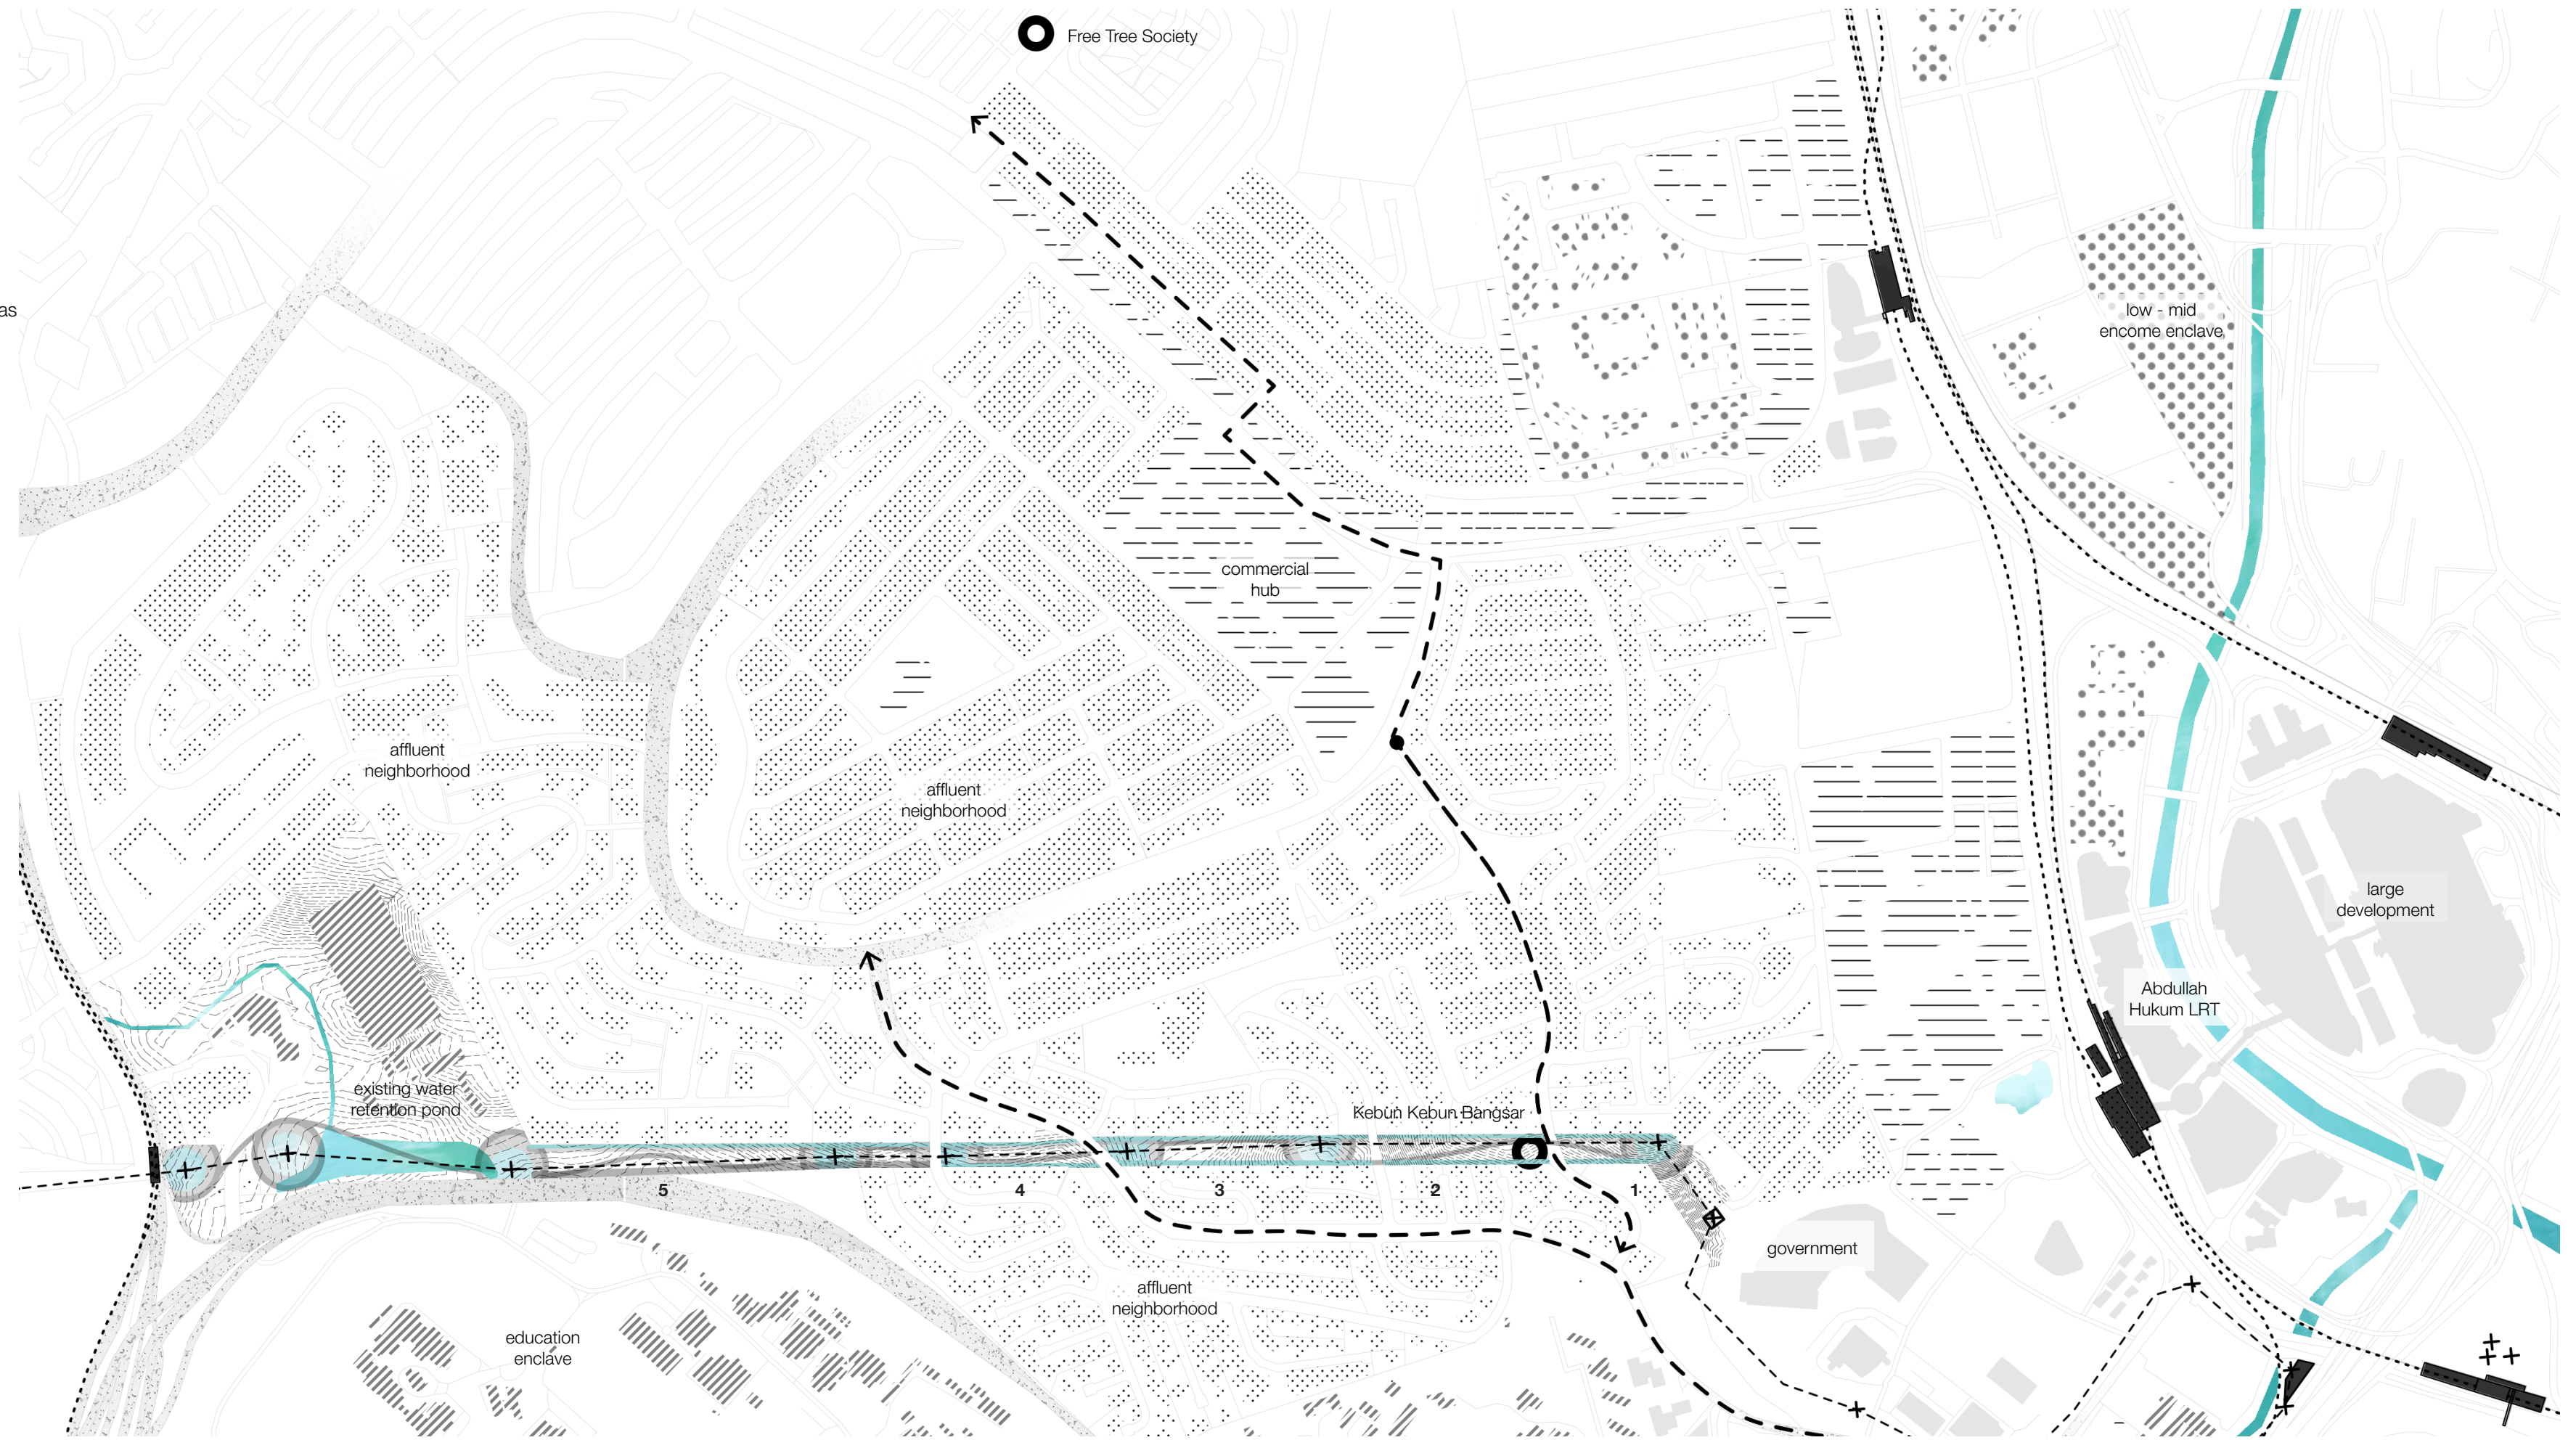 Free Tree Society
as
low - mid
encome enclave
commercial
hub
affluent
neighborhood
affluent
neighborhood
large
development
Abdullah
Hukum LRT
existing water
retention pond
Kebun Kebun Bangsar
5
4
3
2
1
government
affluent
neighborhood
education
enclave